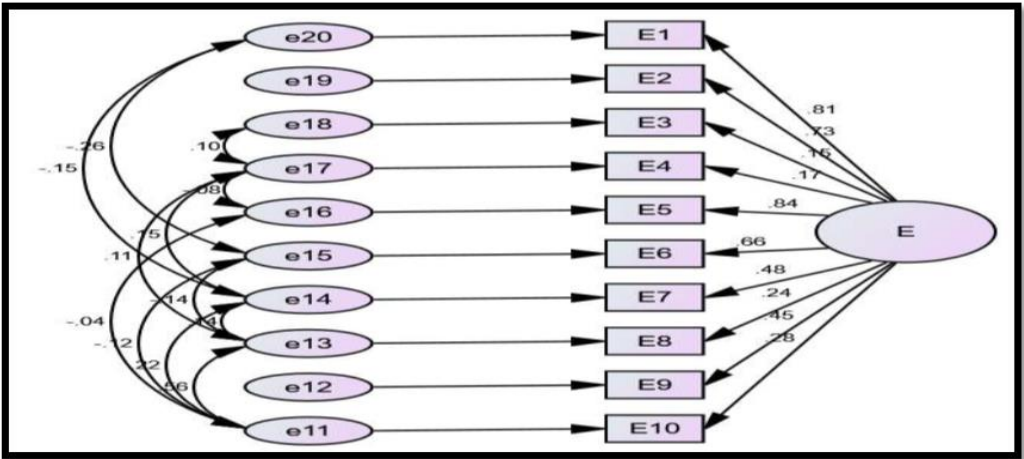 e20 E1
e19 E2
.81
e18 E3
.73
-.26 .10 .15
-.15 e17 E4
.17
-.08
e16 E5 .84
E
.15 .66
.11 e15 E6
.48
.24
-.14 e14 E7
-.04 .14 .45
-.12 e13 E8 .28
.22
.56 e12 E9
e11 E10